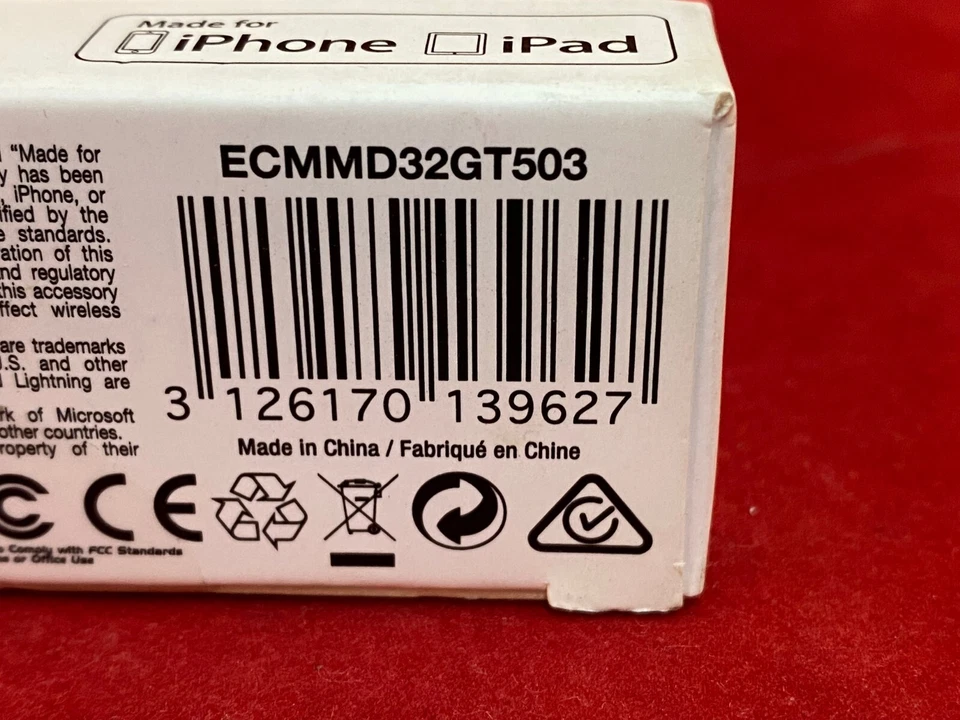 Made for
iPhone iPad
ECMMD32GT503
"Made for
y has been
, iPhone, or
ified by the
e standards.
ation of this
nd regulatory
this accessory
ffect wireless
are trademarks
.S. and other
Lightning are
rk of Microsoft
other countries.
roperty of their
3 126170 139627
Made in China / Fabriqué en Chine
CE
Comply with FCC Standards
or Office Use